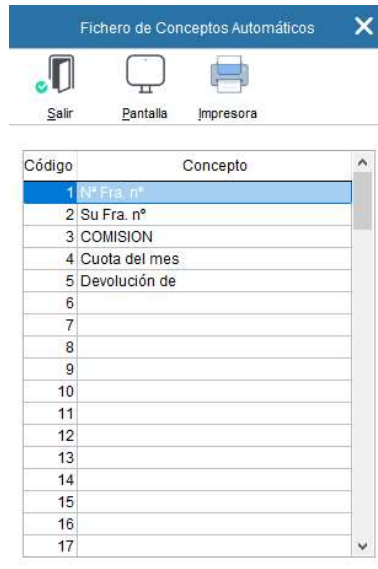 Fichero de Conceptos Automáticos
Salir Pantalla Impresora
Código Concepto
1 Nª Fra. nº
2 Su Fra. nº
3 COMISION
4 Cuota del mes
5 Devolución de
6
7
8
9
10
11
12
13
14
15
16
17